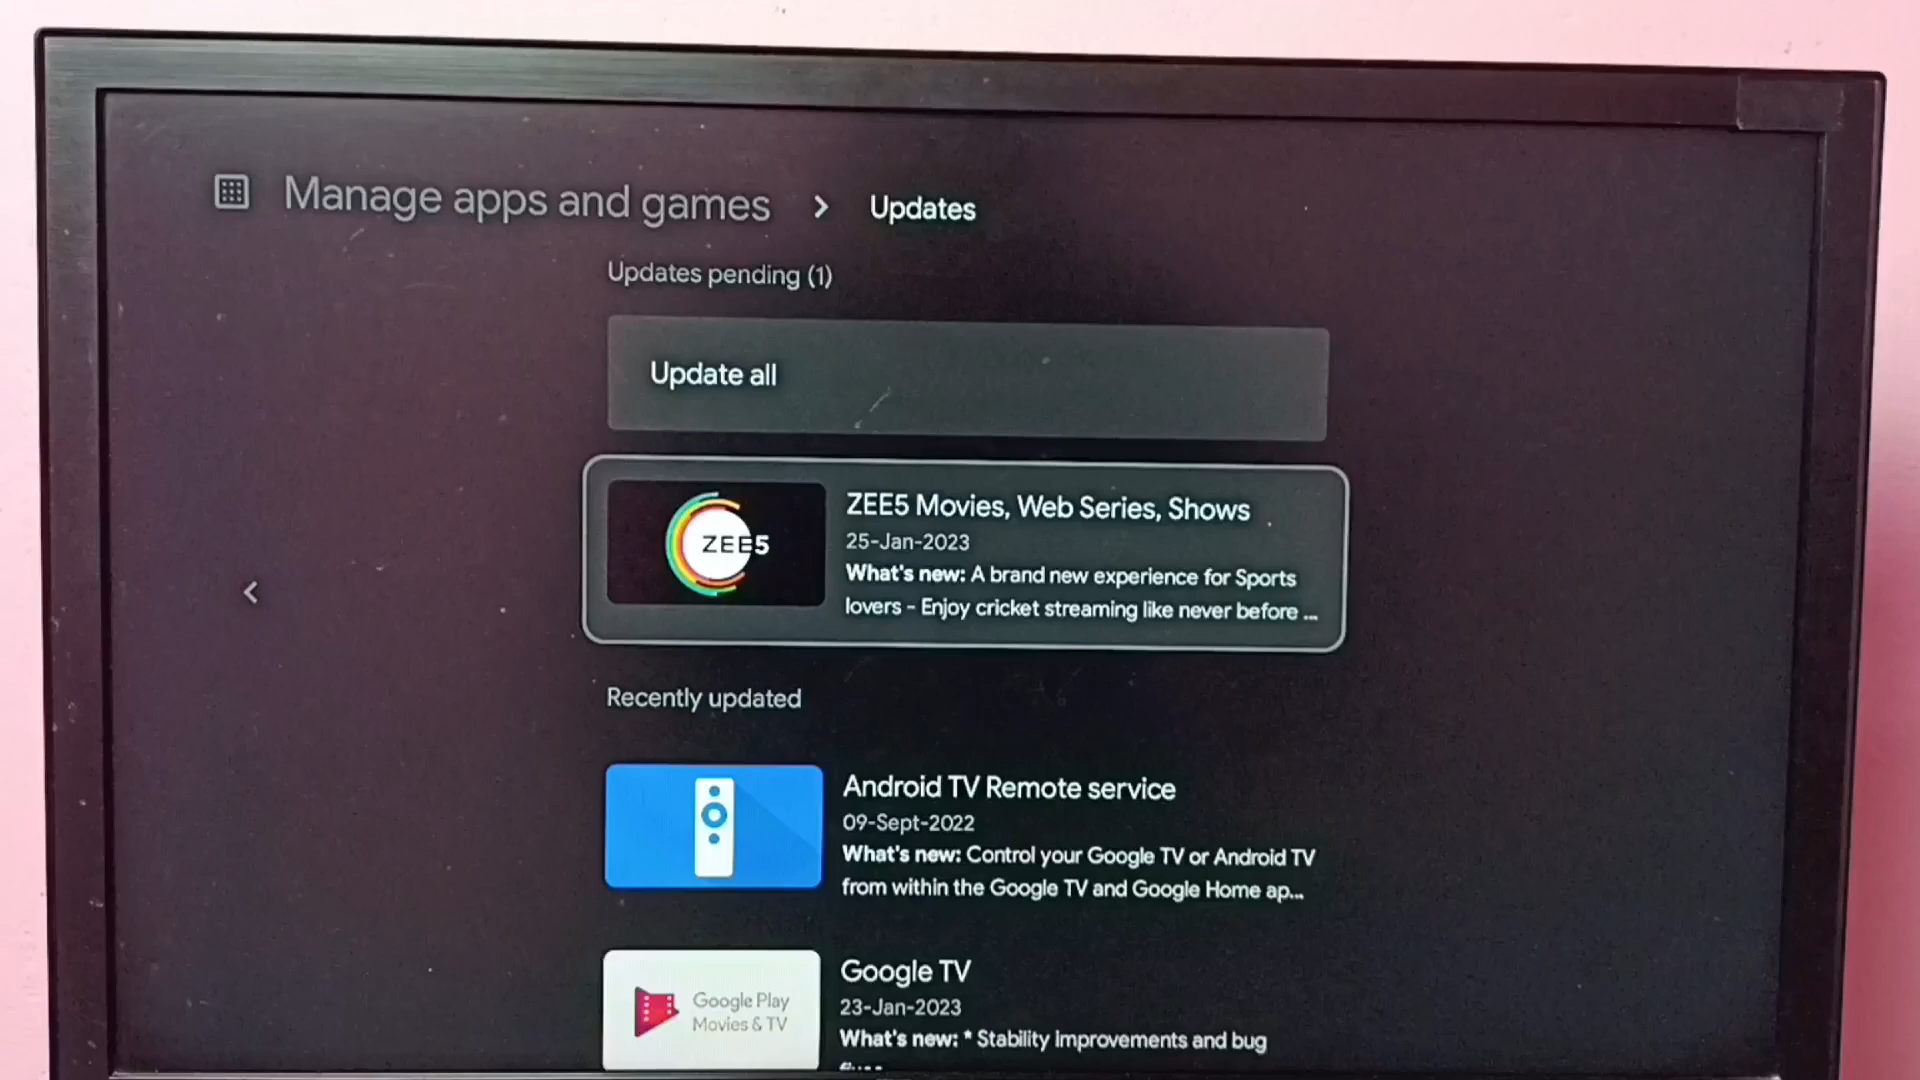 Manage apps and games > Updates
Updates pending (1)
Update all
ZEE5
ZEE5 Movies, Web Series, Shows
25-Jan-2023
What's new: A brand new experience for Sports
lovers - Enjoy cricket streaming like never before ...
Recently updated
Android TV Remote service
09-Sept-2022
What's new: Control your Google TV or Android TV
from within the Google TV and Google Home ap...
Google Play
Movies & TV
Google TV
23-Jan-2023
What's new: * Stability improvements and bug